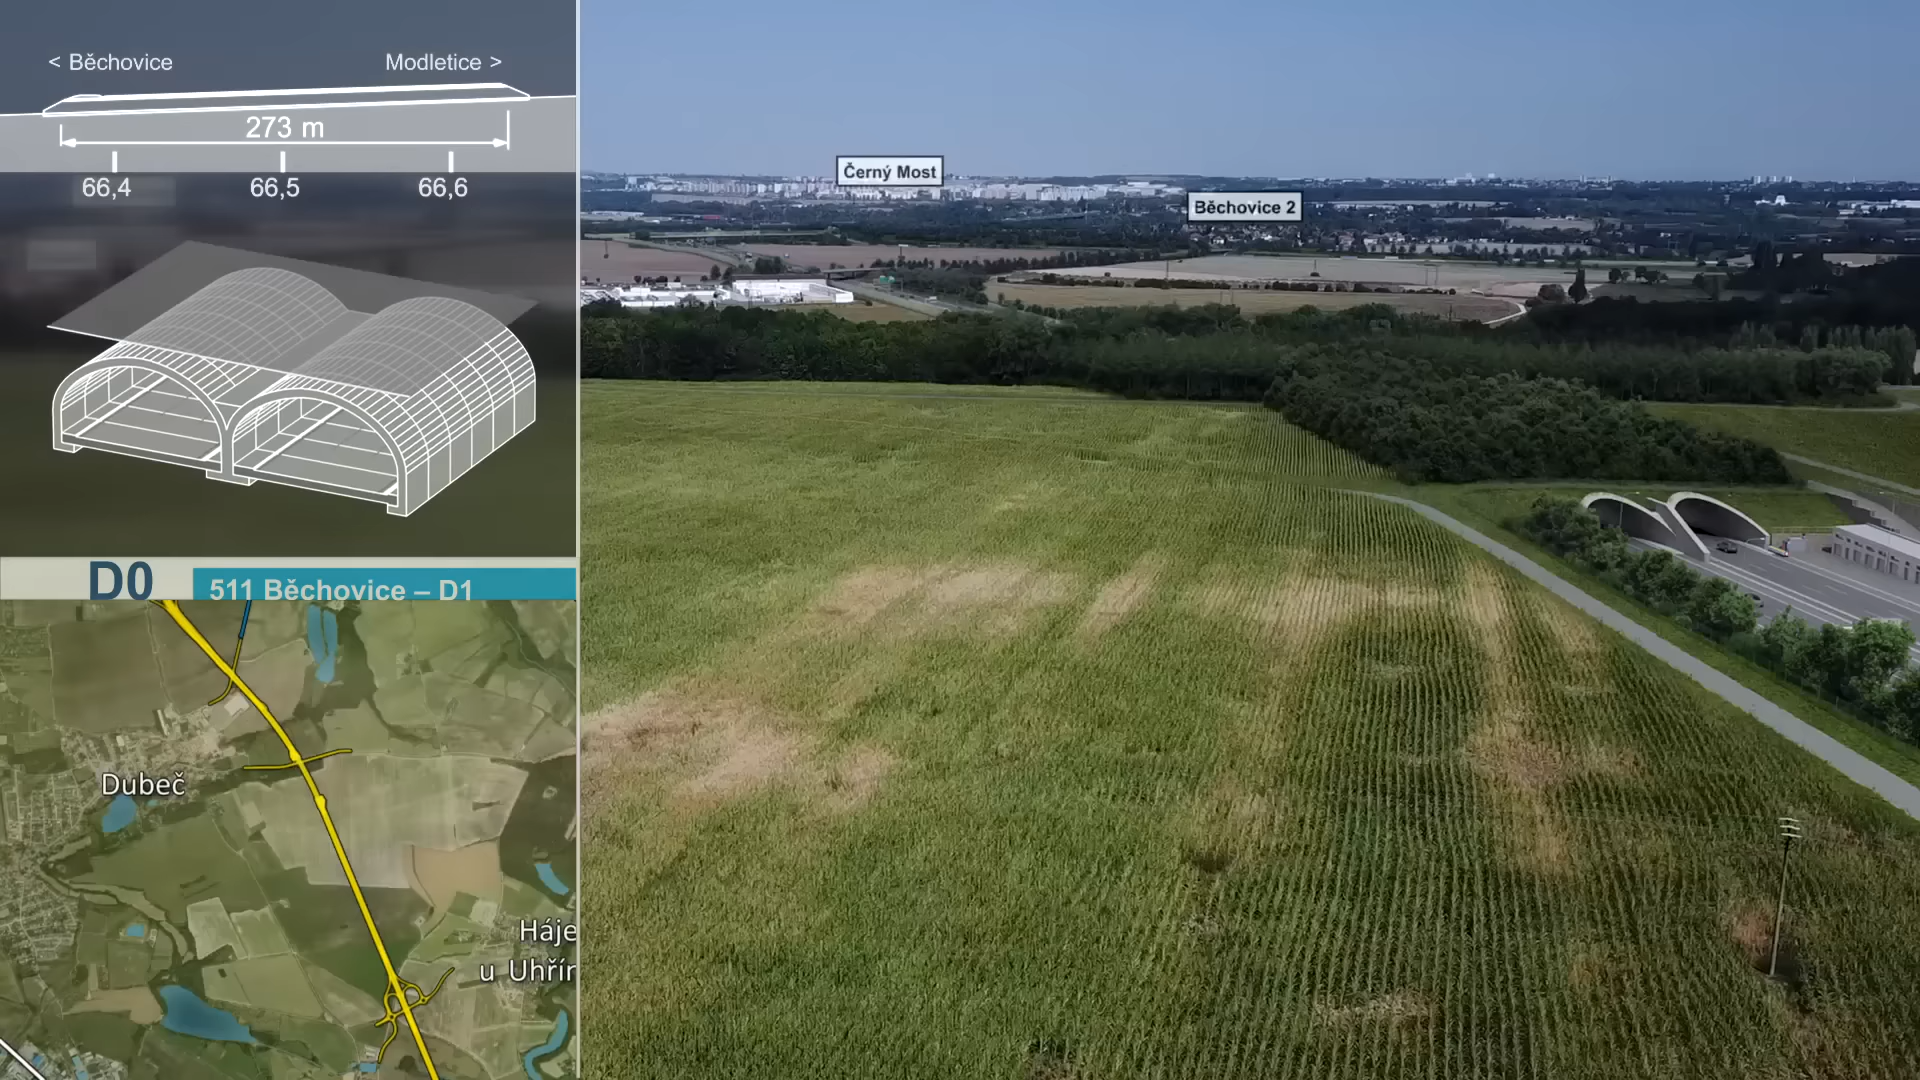 < Běchovice
Modletice >
273 m
66,4
66,5
66,6
D0
511 Běchovice – D1
Dubeč
Háje
u Uhřín
Černý Most
Běchovice 2